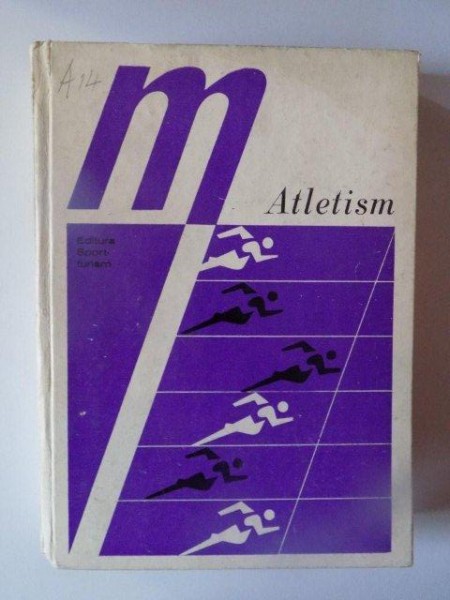 A14
m
Atletism
Editura
Sport-
turism